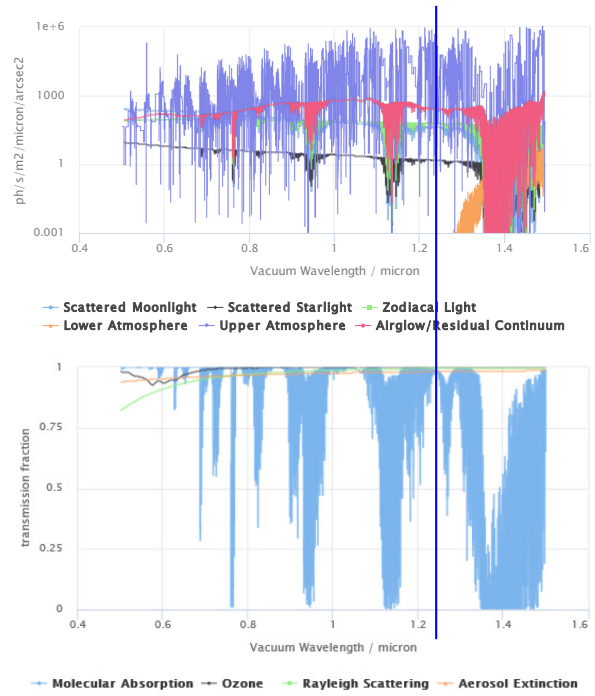 1e+6
1000
1
0.001
ph/s/m2/micron/arcsec2
0.4 0.6 0.8 1 1.2 1.4 1.6
Vacuum Wavelength / micron
Scattered Moonlight Scattered Starlight Zodiacal Light
Lower Atmosphere Upper Atmosphere Airglow/Residual Continuum
1
0.75
0.5
0.25
0
transmission fraction
0.4 0.6 0.8 1 1.2 1.4 1.6
Vacuum Wavelength / micron
Molecular Absorption Ozone Rayleigh Scattering Aerosol Extinction